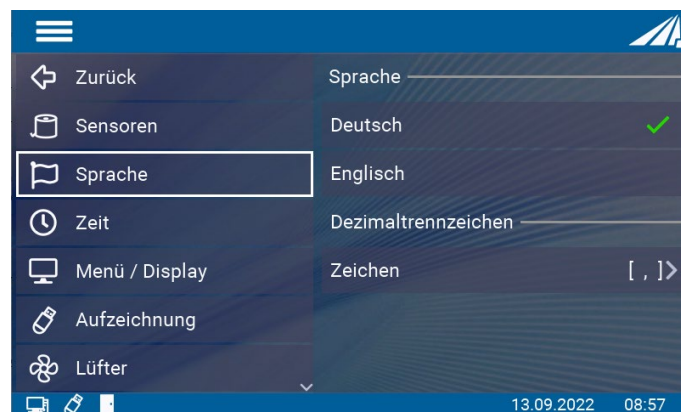 Zurück
Sensoren
Sprache
Zeit
Menü / Display
Aufzeichnung
Lüfter
Sprache
Deutsch
Englisch
Dezimaltrennzeichen
Zeichen [ , ]
13.09.2022 08:57